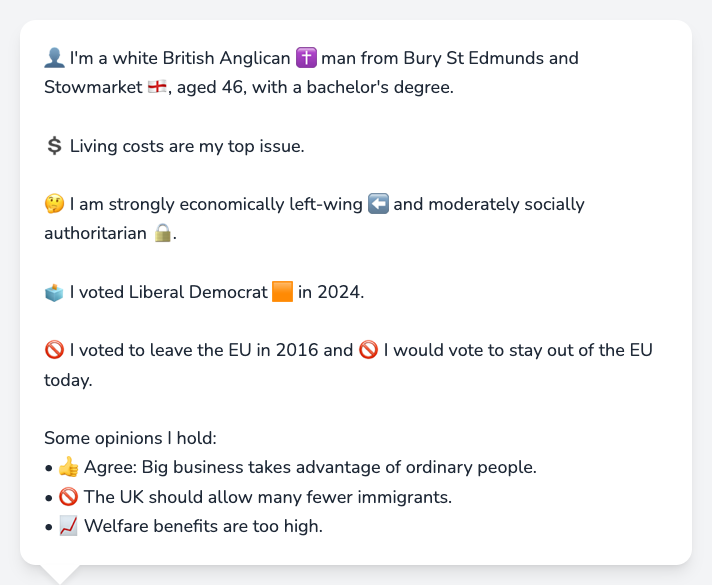 👤 I'm a white British Anglican ✝️ man from Bury St Edmunds and
Stowmarket 🏴󠁧󠁢󠁥󠁮󠁧󠁿, aged 46, with a bachelor's degree.
💲 Living costs are my top issue.
🤔 I am strongly economically left-wing ⬅️ and moderately socially
authoritarian 🔒.
🗳️ I voted Liberal Democrat 🟧 in 2024.
🚫 I voted to leave the EU in 2016 and 🚫 I would vote to stay out of the EU
today.
Some opinions I hold:
• 👍 Agree: Big business takes advantage of ordinary people.
• 🚫 The UK should allow many fewer immigrants.
• 📈 Welfare benefits are too high.